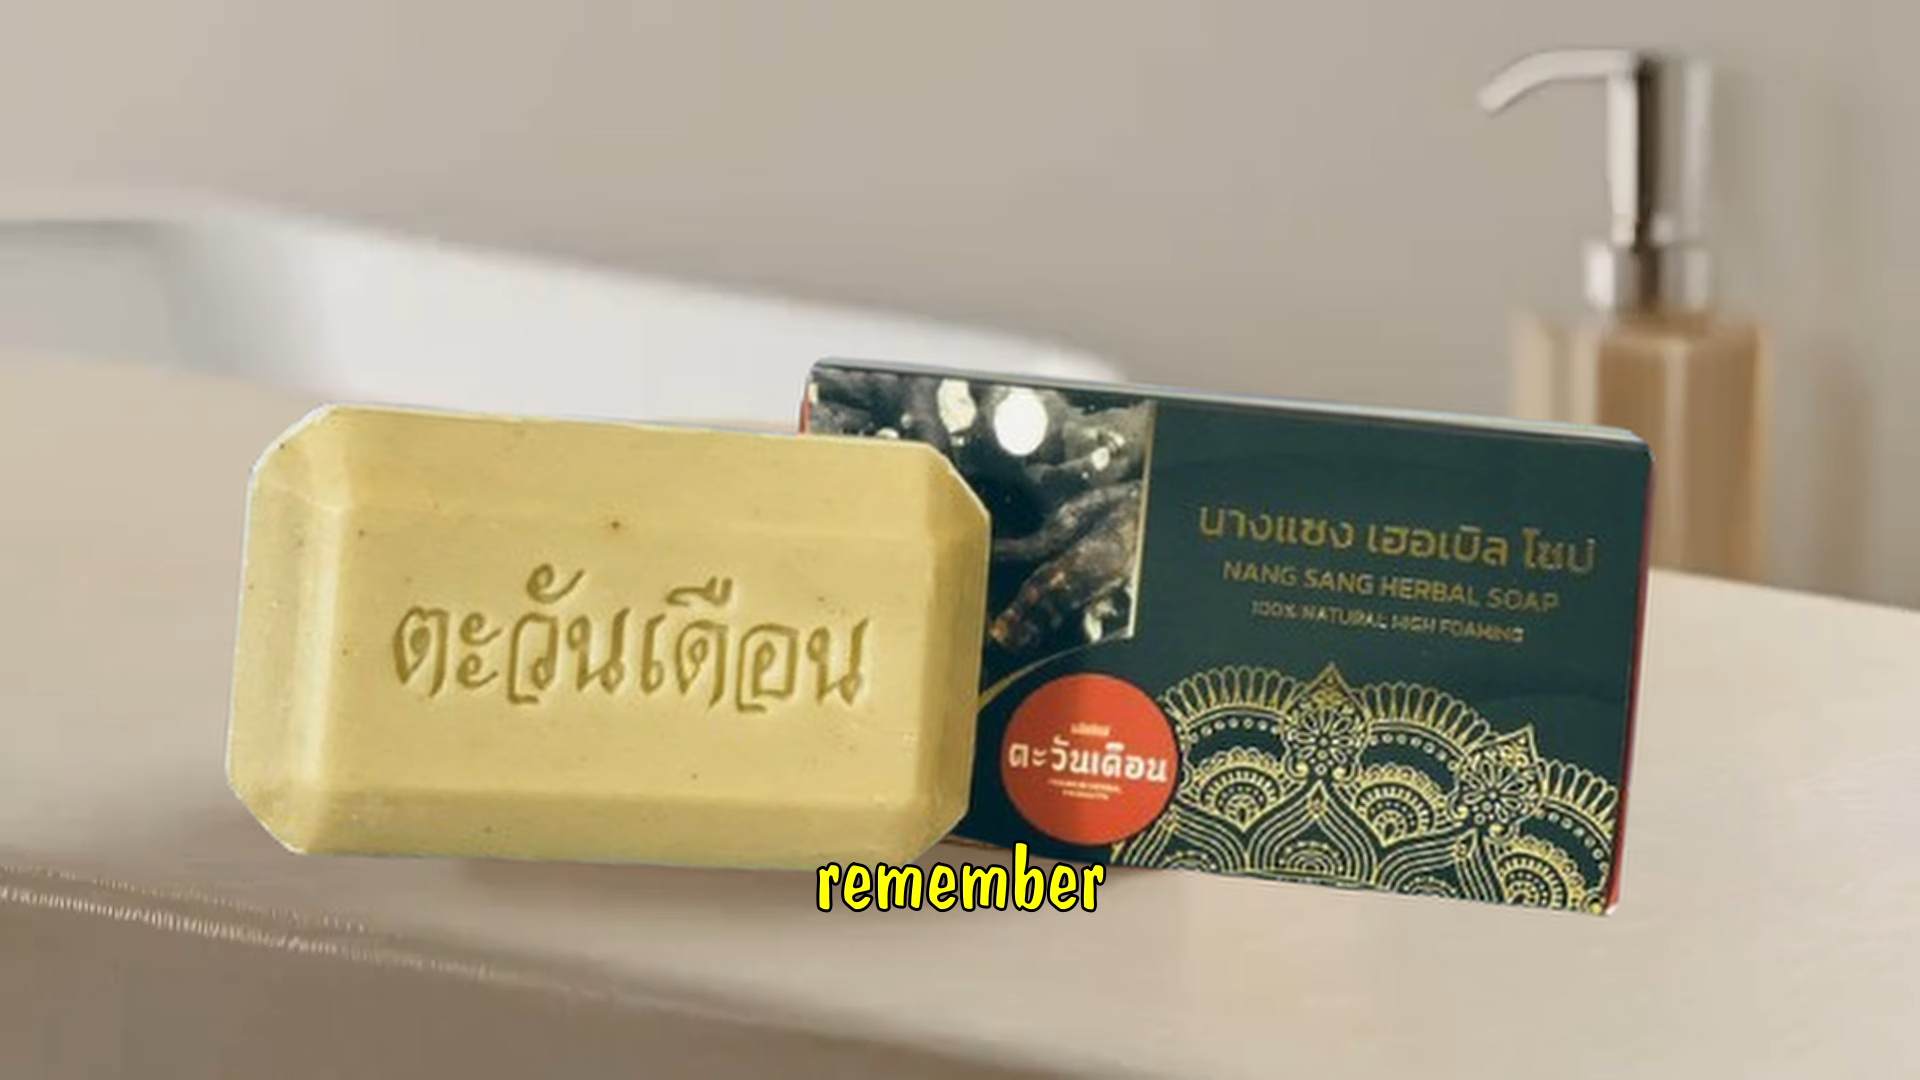 ตะวันเดือน
นางแซง เฮอเบิล โซป
NANG SANG HERBAL SOAP
100% NATURAL HIGH FOAMING
ตะวันเดือน
remember